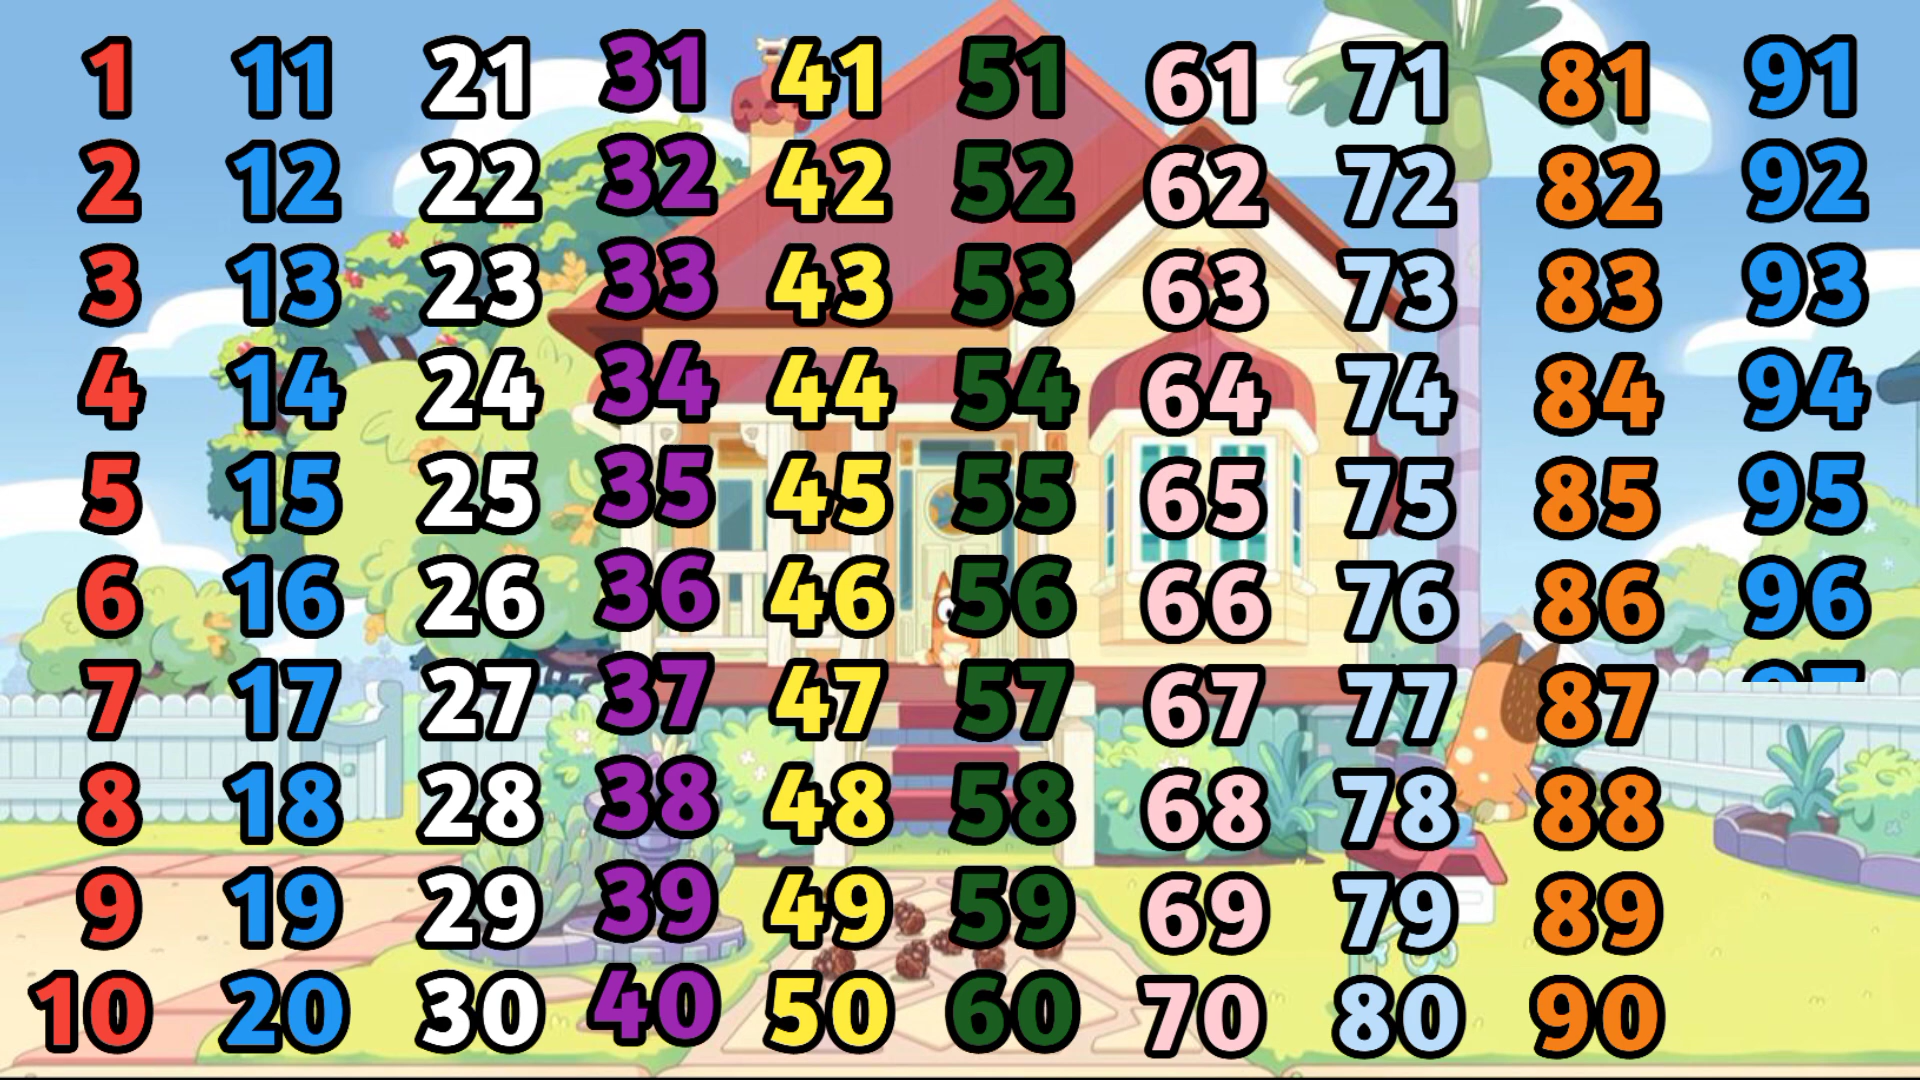 1 11 21 31 41 51 61 71 81 91
2 12 22 32 42 52 62 72 82 92
3 13 23 33 43 53 63 73 83 93
4 14 24 34 44 54 64 74 84 94
5 15 25 35 45 55 65 75 85 95
6 16 26 36 46 56 66 76 86 96
7 17 27 37 47 57 67 77 87
8 18 28 38 48 58 68 78 88
9 19 29 39 49 59 69 79 89
10 20 30 40 50 60 70 80 90